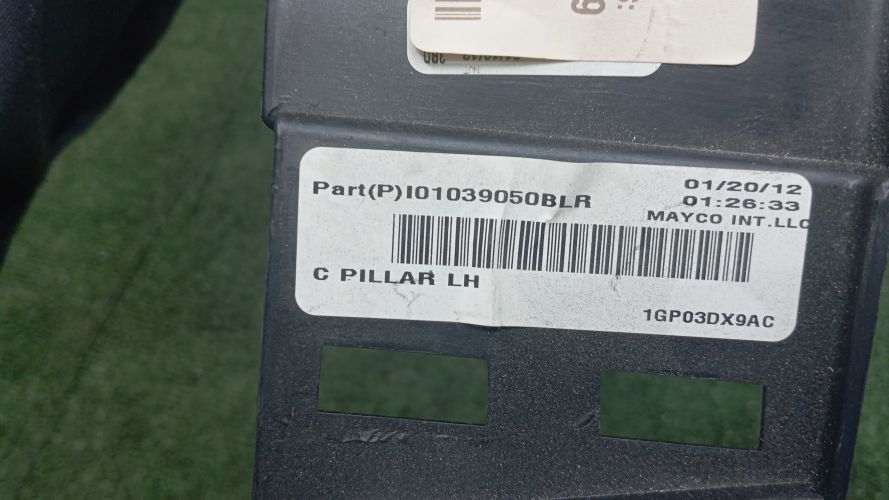 Part(P)I01039050BLR
01/20/12
01:26:33
MAYCO INT.LLC
C PILLAR LH
1GP03DX9AC